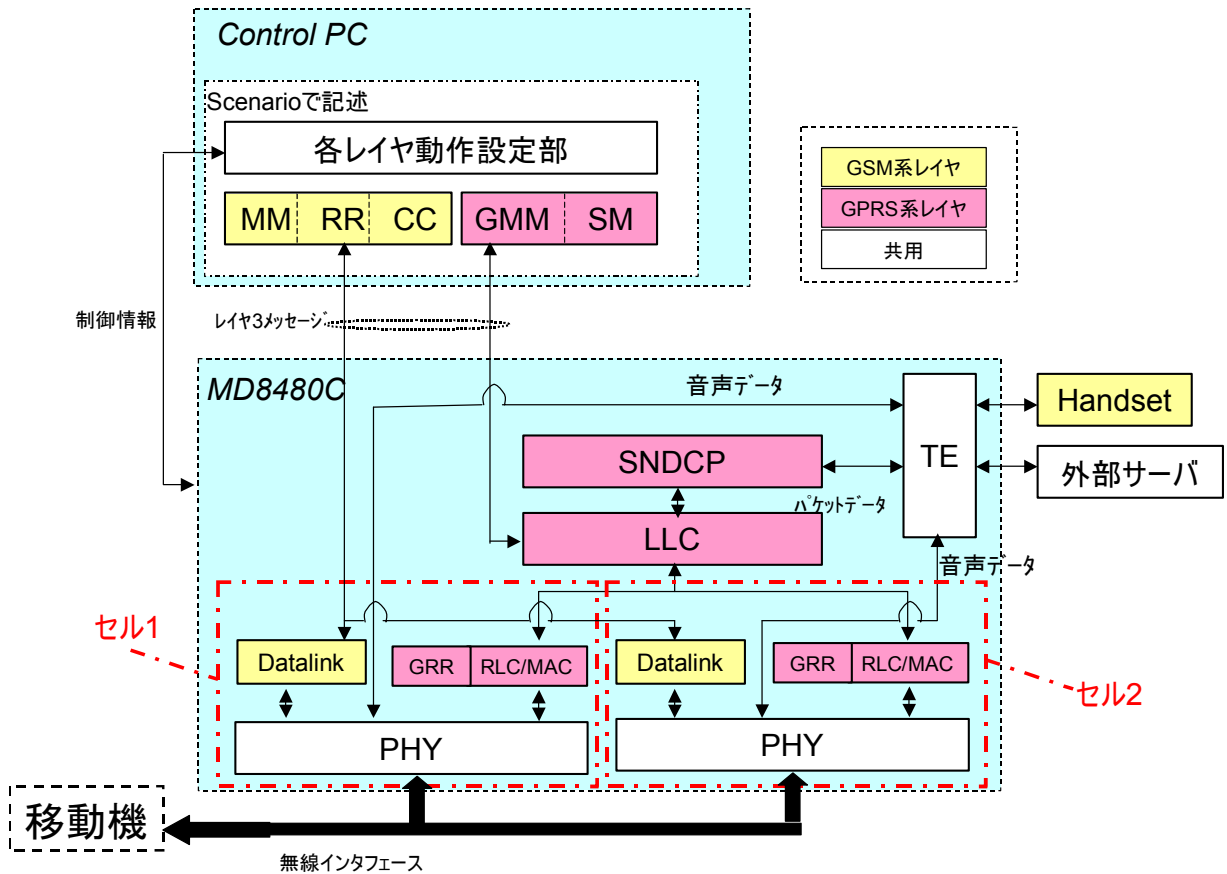 Control PC
Scenarioで記述
各レイヤ動作設定部
MM RR CC GMM SM
GSM系レイヤ
GPRS系レイヤ
共用
制御情報
レイヤ3メッセージ
MD8480C
音声データ
TE
Handset
SNDCP
外部サーバ
パケットデータ
LLC
音声データ
セル1
Datalink
GRR RLC/MAC
Datalink
GRR RLC/MAC
セル2
PHY
PHY
移動機
無線インタフェース